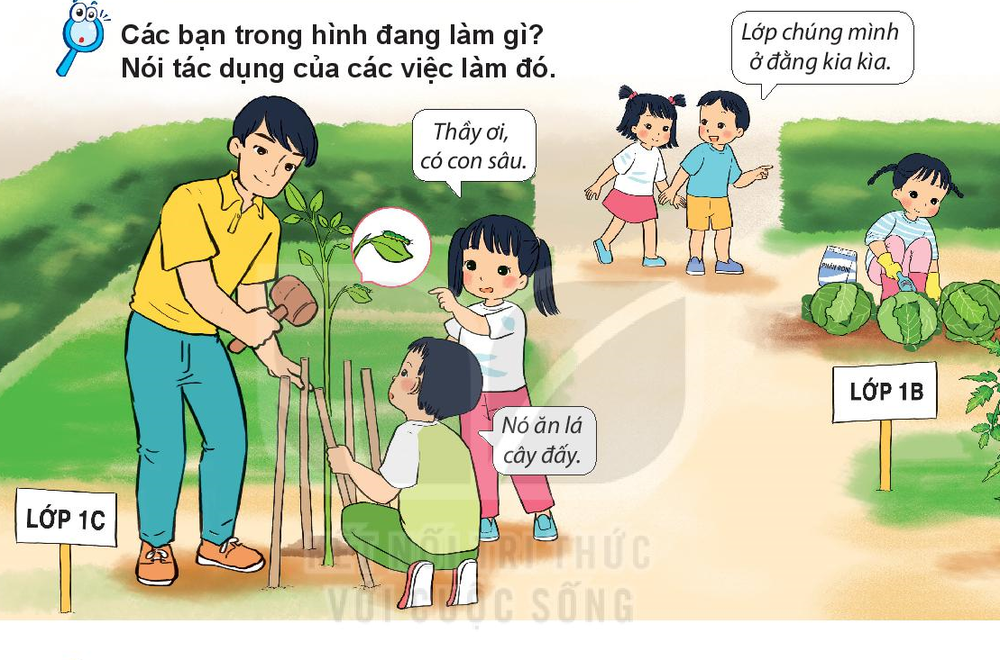 Các bạn trong hình đang làm gì?
Nói tác dụng của các việc làm đó.
Lớp chúng mình
ở đằng kia kìa.
Thầy ơi,
có con sâu.
PHÂN BÓN
LỚP 1B
Nó ăn lá
cây đấy.
LỚP 1C
KẾT NỐI TRI THỨC
VỚI CUỘC SỐNG